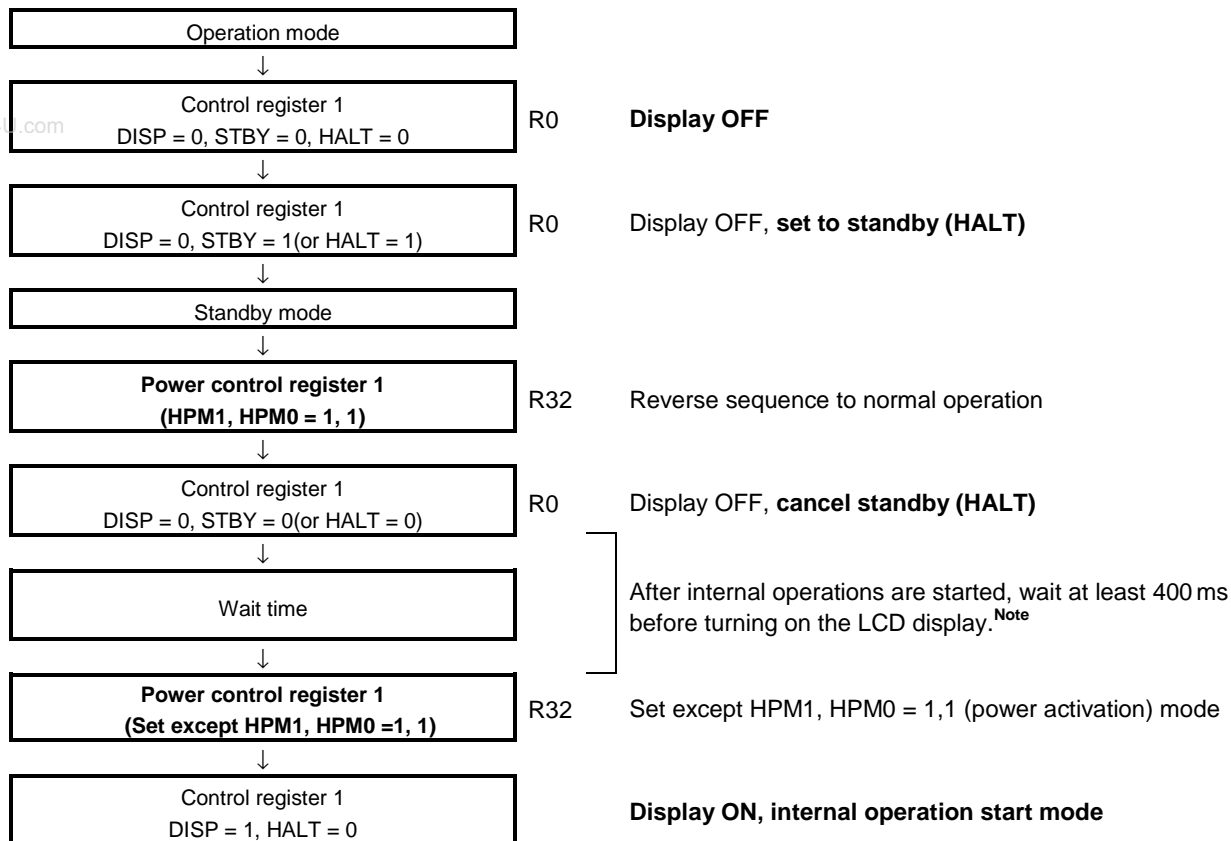 Operation mode
↓
Control register 1
DISP = 0, STBY = 0, HALT = 0
R0
Display OFF
U.com
↓
Control register 1
DISP = 0, STBY = 1(or HALT = 1)
R0
Display OFF, set to standby (HALT)
↓
Standby mode
↓
Power control register 1
(HPM1, HPM0 = 1, 1)
R32
Reverse sequence to normal operation
↓
Control register 1
DISP = 0, STBY = 0(or HALT = 0)
R0
Display OFF, cancel standby (HALT)
↓
Wait time
After internal operations are started, wait at least 400 ms
before turning on the LCD display.Note
↓
Power control register 1
(Set except HPM1, HPM0 =1, 1)
R32
Set except HPM1, HPM0 = 1,1 (power activation) mode
↓
Control register 1
DISP = 1, HALT = 0
Display ON, internal operation start mode